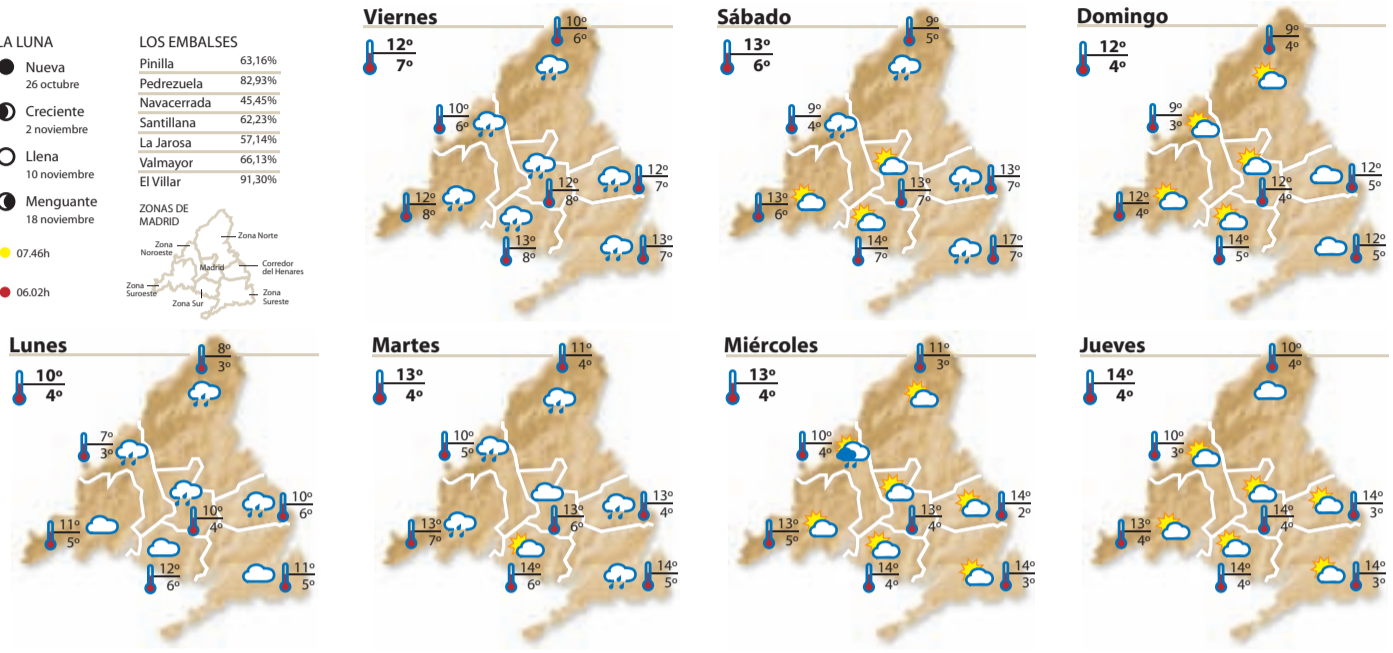 LA LUNA
Nueva
26 octubre
Creciente
2 noviembre
Llena
10 noviembre
Menguante
18 noviembre
07.46h
06.02h
LOS EMBALSES
Pinilla 63,16%
Pedrezuela 82,93%
Navacerrada 45,45%
Santillana 62,23%
La Jarosa 57,14%
Valmayor 66,13%
El Villar 91,30%
ZONAS DE
MADRID
Zona Norte
Zona
Noroeste
Madrid
Corredor
del Henares
Zona
Suroeste
Zona Sur
Zona
Sureste
Viernes
12º
7º
10º
6º
10º
6º
12º
7º
12º
8º
12º
8º
13º
8º
13º
7º
Sábado
13º
6º
9º
5º
9º
4º
13º
7º
13º
7º
13º
6º
14º
7º
17º
7º
Domingo
12º
4º
9º
4º
9º
3º
12º
5º
12º
4º
12º
4º
14º
5º
12º
5º
Lunes
10º
4º
8º
3º
7º
3º
10º
6º
10º
4º
11º
5º
12º
6º
11º
5º
Martes
13º
4º
11º
4º
10º
5º
13º
4º
13º
6º
13º
7º
14º
6º
14º
5º
Miércoles
13º
4º
11º
3º
10º
4º
14º
2º
13º
4º
13º
5º
14º
4º
14º
3º
Jueves
14º
4º
10º
4º
10º
3º
14º
3º
14º
4º
13º
4º
14º
4º
14º
3º